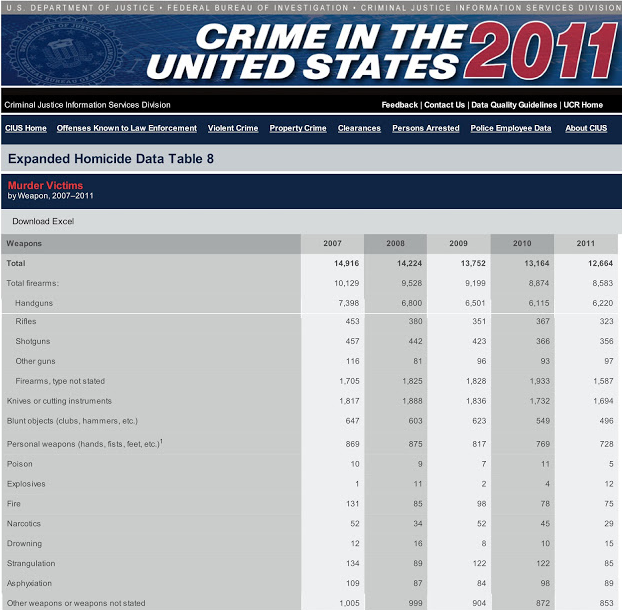 U.S. DEPARTMENT OF JUSTICE • FEDERAL BUREAU OF INVESTIGATION • CRIMINAL JUSTICE INFORMATION SERVICES DIVISION
CRIME IN THE
UNITED STATES 2011
Criminal Justice Information Services Division Feedback | Contact Us | Data Quality Guidelines | UCR Home
CIUS Home Offenses Known to Law Enforcement Violent Crime Property Crime Clearances Persons Arrested Police Employee Data About CIUS
Expanded Homicide Data Table 8
Murder Victims
by Weapon, 2007–2011
Download Excel
Weapons 2007 2008 2009 2010 2011
Total 14,916 14,224 13,752 13,164 12,664
Total firearms: 10,129 9,528 9,199 8,874 8,583
Handguns 7,398 6,800 6,501 6,115 6,220
Rifles 453 380 351 367 323
Shotguns 457 442 423 366 356
Other guns 116 81 96 93 97
Firearms, type not stated 1,705 1,825 1,828 1,933 1,587
Knives or cutting instruments 1,817 1,888 1,836 1,732 1,694
Blunt objects (clubs, hammers, etc.) 647 603 623 549 496
Personal weapons (hands, fists, feet, etc.)1 869 875 817 769 728
Poison 10 9 7 11 5
Explosives 1 11 2 4 12
Fire 131 85 98 78 75
Narcotics 52 34 52 45 29
Drowning 12 16 8 10 15
Strangulation 134 89 122 122 85
Asphyxiation 109 87 84 98 89
Other weapons or weapons not stated 1,005 999 904 872 853